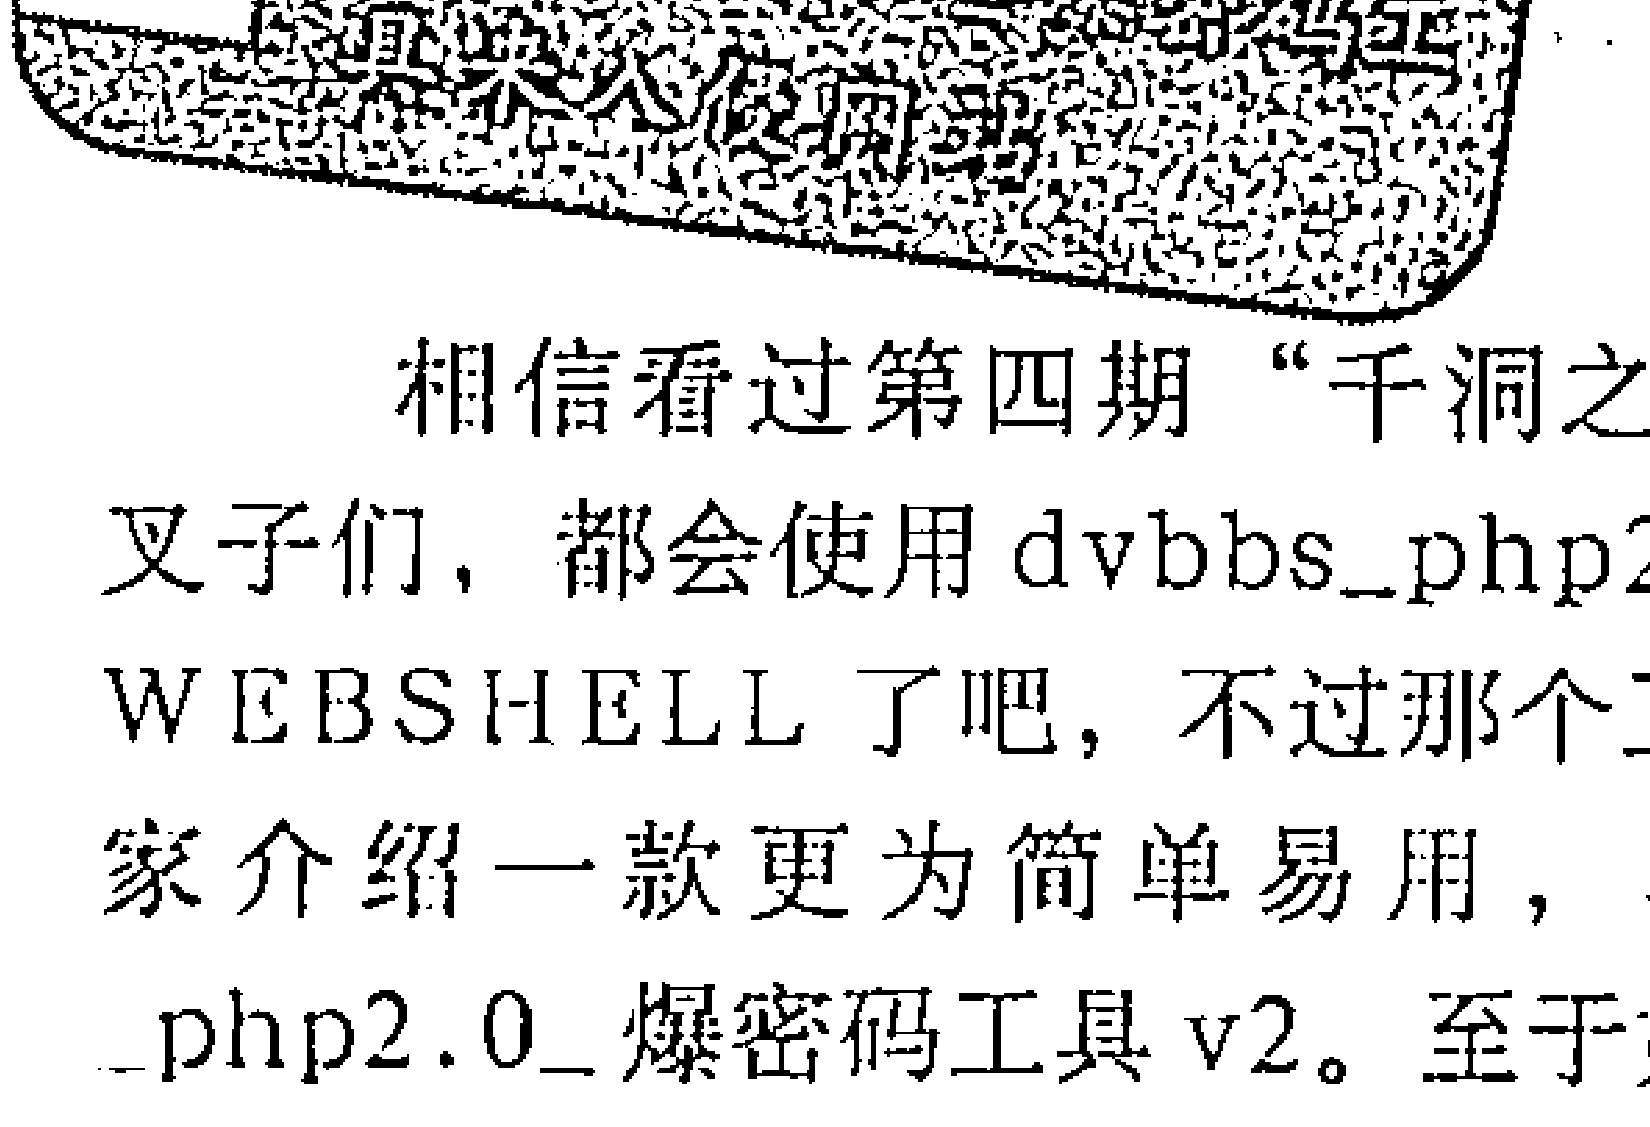 相信看过第四期“千洞之
叉子们，都会使用dvbbs_php2
WEBSHELL了吧，不过那个
家介绍一款更为简单易用，
_php2.0_爆密码工具v2。至于